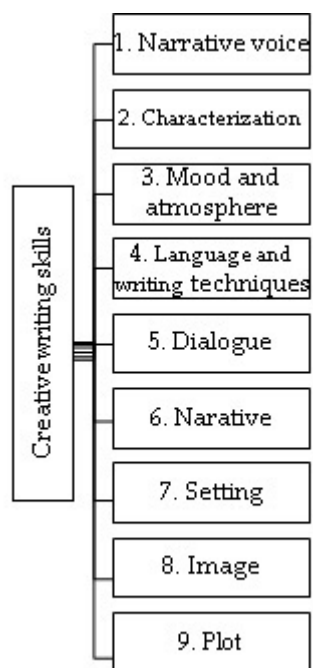 Creative writing skills
1. Narrative voice
2. Characterization
3. Mood and
atmosphere
4. Language and
writing techniques
5. Dialogue
6. Narative
7. Setting
8. Image
9. Plot